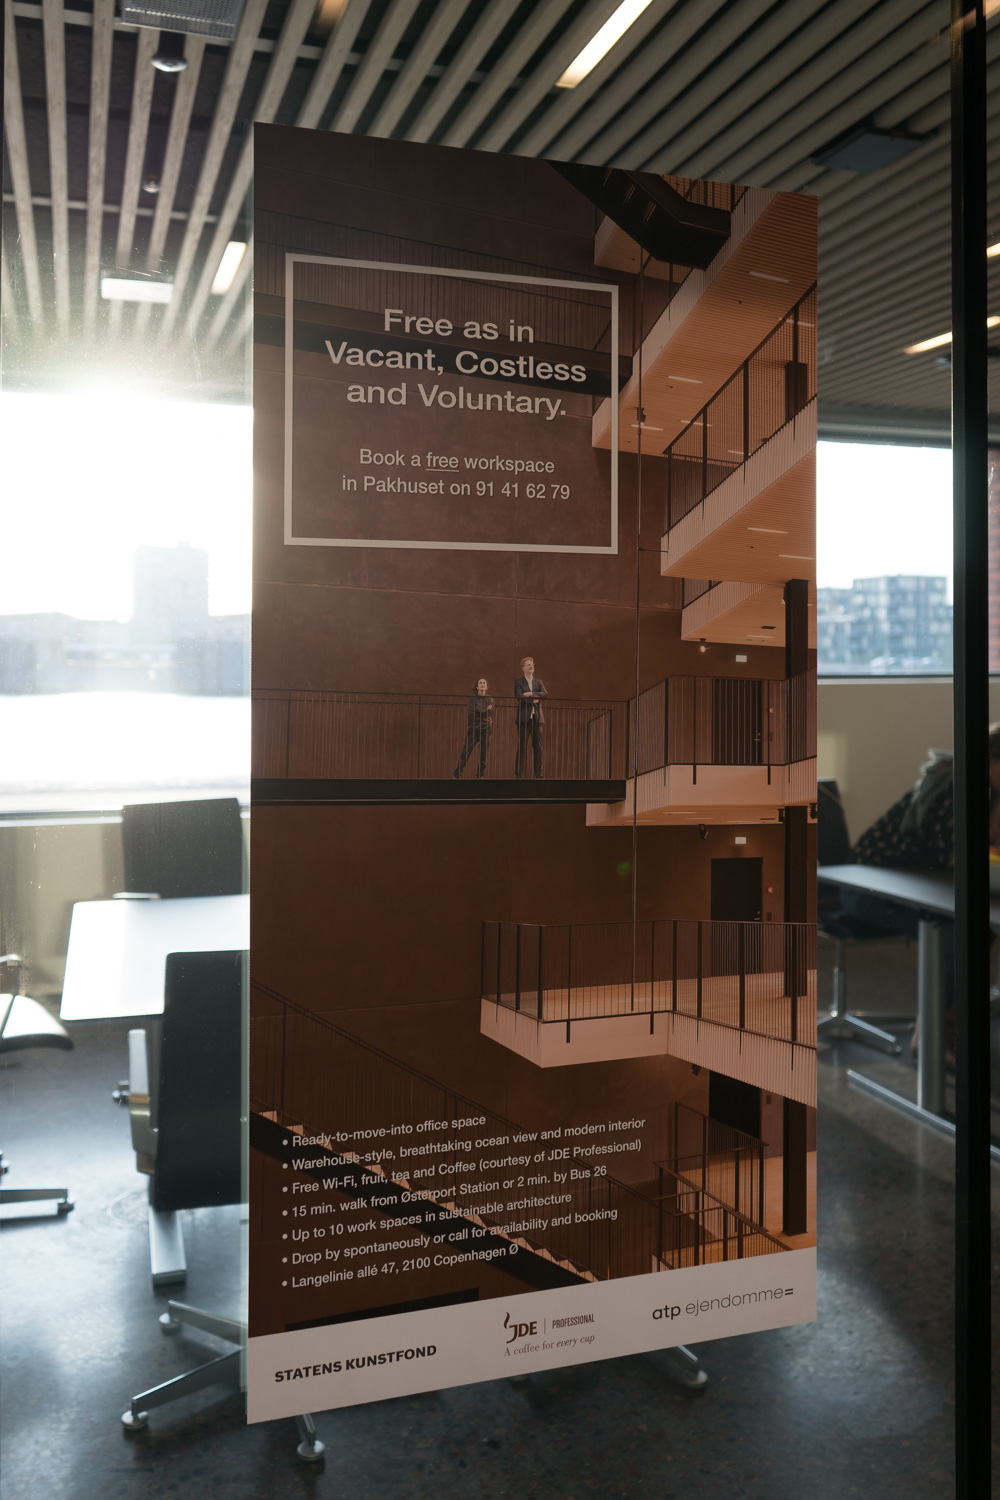 Free as in
Vacant, Costless
and Voluntary.
Book a free workspace
in Pakhuset on 91 41 62 79
• Ready-to-move-into office space
• Warehouse-style, breathtaking ocean view and modern interior
• Free Wi-Fi, fruit, tea and Coffee (courtesy of JDE Professional)
• 15 min. walk from Østerport Station or 2 min. by Bus 26
• Up to 10 work spaces in sustainable architecture
• Drop by spontaneously or call for availability and booking
• Langelinie allé 47, 2100 Copenhagen Ø
STATENS KUNSTFOND
JDE | PROFESSIONAL
A coffee for every cup
atp ejendomme=